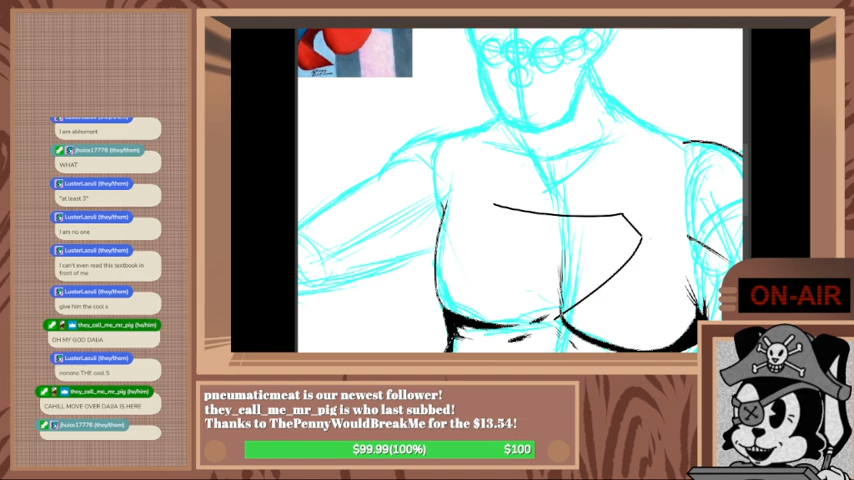 LusterLazuli (they/them)
I am abhorrent
jhuice17776 (they/them)
WHAT
LusterLazuli (they/them)
"at least 3"
LusterLazuli (they/them)
I am no one
LusterLazuli (they/them)
I can't even read this textbook in
front of me
LusterLazuli (they/them)
give him the cool s
they_call_me_mr_pig (he/him)
OH MY GOD DALIA
LusterLazuli (they/them)
nonono THE cool S
they_call_me_mr_pig (he/him)
CAHILL MOVE OVER DALIA IS HERE
jhuice17776 (they/them)
ON-AIR
pneumaticmeat is our newest follower!
they_call_me_mr_pig is who last subbed!
Thanks to ThePennyWouldBreakMe for the $13.54!
$99.99(100%) $100